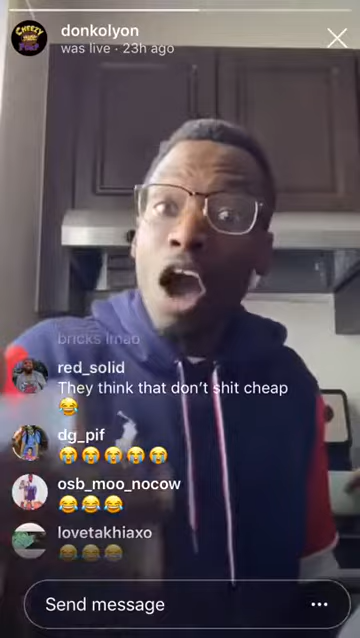 donkolyon
was live · 23h ago
CHEEZY
bricks lmao
red_solid
They think that don't shit cheap
😂
dg_pif
😭😭😭😭😭
osb_moo_nocow
😂😂😂
lovetakhiaxo
😂😂😂
Send message